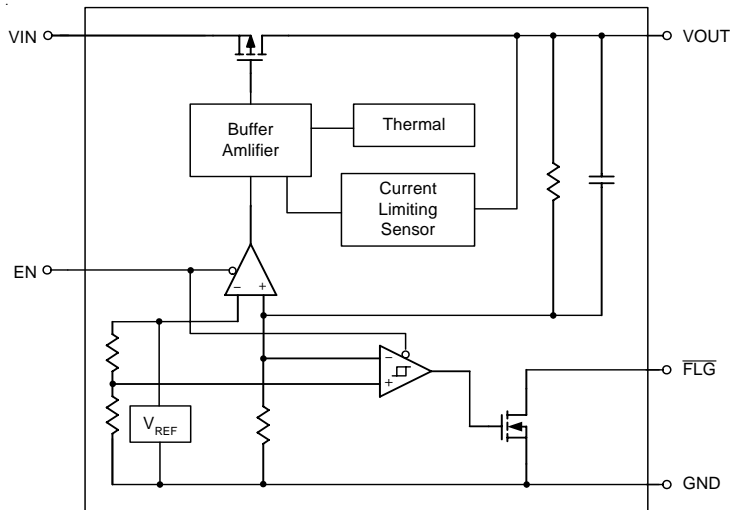 VIN
VOUT
Buffer
Amlifier
Thermal
Current
Limiting
Sensor
EN
− +
−
+
FLG
VREF
GND